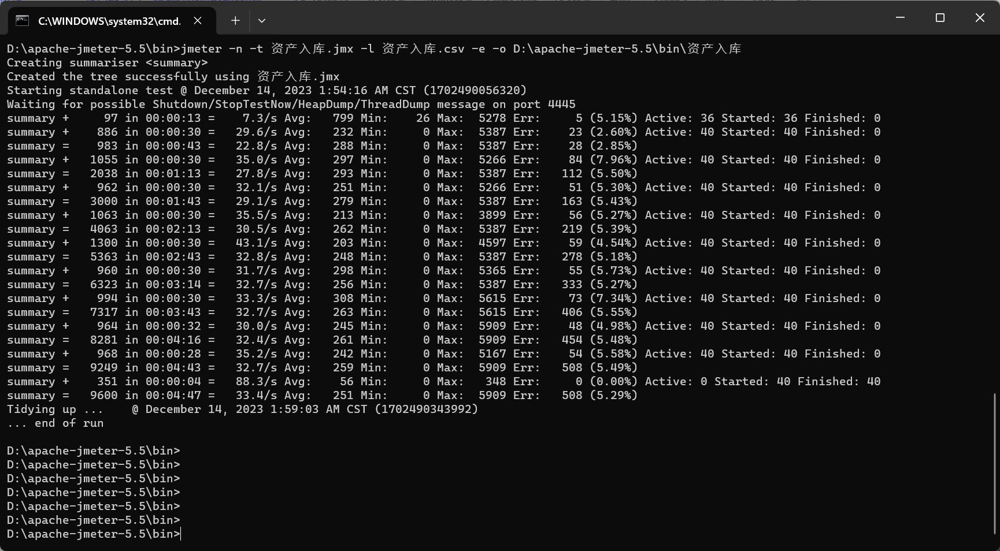 C:\WINDOWS\system32\cmd.
D:\apache-jmeter-5.5\bin>jmeter -n -t 资产入库.jmx -l 资产入库.csv -e -o D:\apache-jmeter-5.5\bin\资产入库
Creating summariser <summary>
Created the tree successfully using 资产入库.jmx
Starting standalone test @ December 14, 2023 1:54:16 AM CST (1702490056320)
Waiting for possible Shutdown/StopTestNow/HeapDump/ThreadDump message on port 4445
summary +     97 in 00:00:13 =    7.3/s Avg:   799 Min:    26 Max:  5278 Err:     5 (5.15%) Active: 36 Started: 36 Finished: 0
summary +    886 in 00:00:30 =   29.6/s Avg:   232 Min:     0 Max:  5387 Err:    23 (2.60%) Active: 40 Started: 40 Finished: 0
summary =    983 in 00:00:43 =   22.8/s Avg:   288 Min:     0 Max:  5387 Err:    28 (2.85%)
summary +   1055 in 00:00:30 =   35.0/s Avg:   297 Min:     0 Max:  5266 Err:    84 (7.96%) Active: 40 Started: 40 Finished: 0
summary =   2038 in 00:01:13 =   27.8/s Avg:   293 Min:     0 Max:  5387 Err:   112 (5.50%)
summary +    962 in 00:00:30 =   32.1/s Avg:   251 Min:     0 Max:  5266 Err:    51 (5.30%) Active: 40 Started: 40 Finished: 0
summary =   3000 in 00:01:43 =   29.1/s Avg:   279 Min:     0 Max:  5387 Err:   163 (5.43%)
summary +   1063 in 00:00:30 =   35.5/s Avg:   213 Min:     0 Max:  3899 Err:    56 (5.27%) Active: 40 Started: 40 Finished: 0
summary =   4063 in 00:02:13 =   30.5/s Avg:   262 Min:     0 Max:  5387 Err:   219 (5.39%)
summary +   1300 in 00:00:30 =   43.1/s Avg:   203 Min:     0 Max:  4597 Err:    59 (4.54%) Active: 40 Started: 40 Finished: 0
summary =   5363 in 00:02:43 =   32.8/s Avg:   248 Min:     0 Max:  5387 Err:   278 (5.18%)
summary +    960 in 00:00:30 =   31.7/s Avg:   298 Min:     0 Max:  5365 Err:    55 (5.73%) Active: 40 Started: 40 Finished: 0
summary =   6323 in 00:03:14 =   32.7/s Avg:   256 Min:     0 Max:  5387 Err:   333 (5.27%)
summary +    994 in 00:00:30 =   33.3/s Avg:   308 Min:     0 Max:  5615 Err:    73 (7.34%) Active: 40 Started: 40 Finished: 0
summary =   7317 in 00:03:43 =   32.7/s Avg:   263 Min:     0 Max:  5615 Err:   406 (5.55%)
summary +    964 in 00:00:32 =   30.0/s Avg:   245 Min:     0 Max:  5909 Err:    48 (4.98%) Active: 40 Started: 40 Finished: 0
summary =   8281 in 00:04:16 =   32.4/s Avg:   261 Min:     0 Max:  5909 Err:   454 (5.48%)
summary +    968 in 00:00:28 =   35.2/s Avg:   242 Min:     0 Max:  5167 Err:    54 (5.58%) Active: 40 Started: 40 Finished: 0
summary =   9249 in 00:04:43 =   32.7/s Avg:   259 Min:     0 Max:  5909 Err:   508 (5.49%)
summary +    351 in 00:00:04 =   88.3/s Avg:    56 Min:     0 Max:   348 Err:     0 (0.00%) Active: 0 Started: 40 Finished: 40
summary =   9600 in 00:04:47 =   33.4/s Avg:   251 Min:     0 Max:  5909 Err:   508 (5.29%)
Tidying up ...    @ December 14, 2023 1:59:03 AM CST (1702490343992)
... end of run
D:\apache-jmeter-5.5\bin>
D:\apache-jmeter-5.5\bin>
D:\apache-jmeter-5.5\bin>
D:\apache-jmeter-5.5\bin>
D:\apache-jmeter-5.5\bin>
D:\apache-jmeter-5.5\bin>
D:\apache-jmeter-5.5\bin>